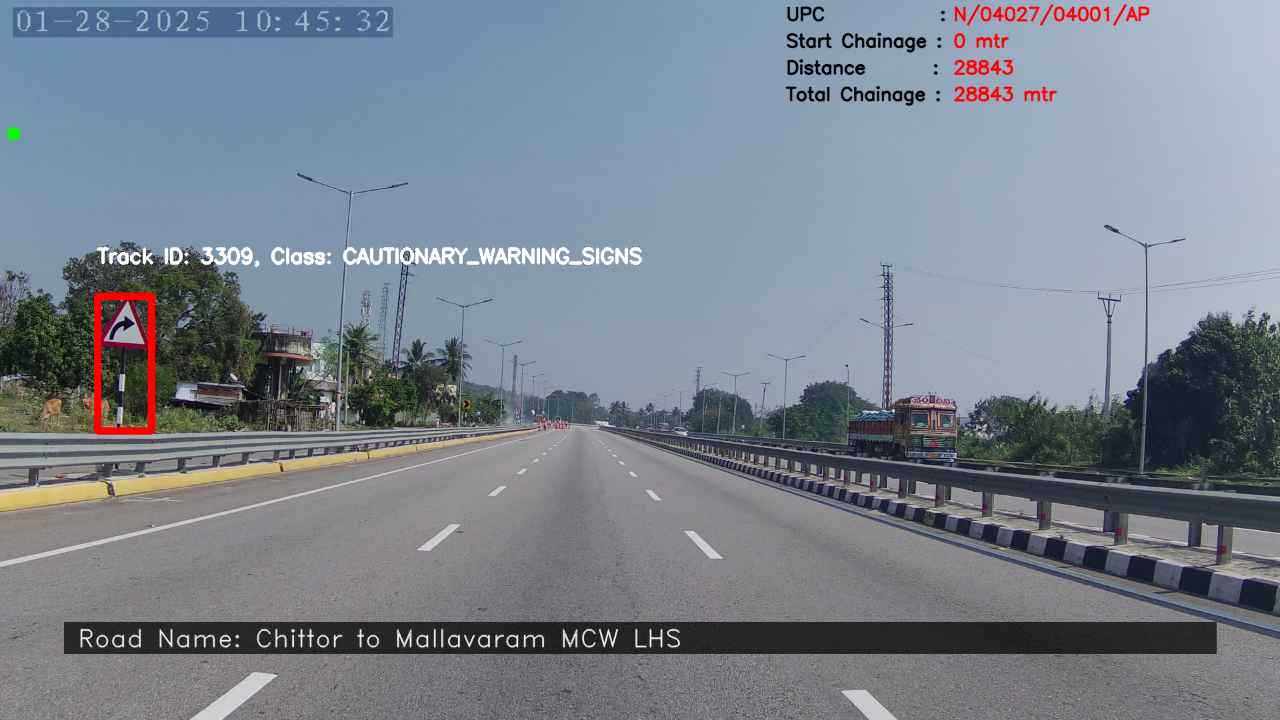 01-28-2025 10:45:32
UPC : N/04027/04001/AP
Start Chainage : 0 mtr
Distance : 28843
Total Chainage : 28843 mtr
Track ID: 3309, Class: CAUTIONARY_WARNING_SIGNS
Road Name: Chittor to Mallavaram MCW LHS